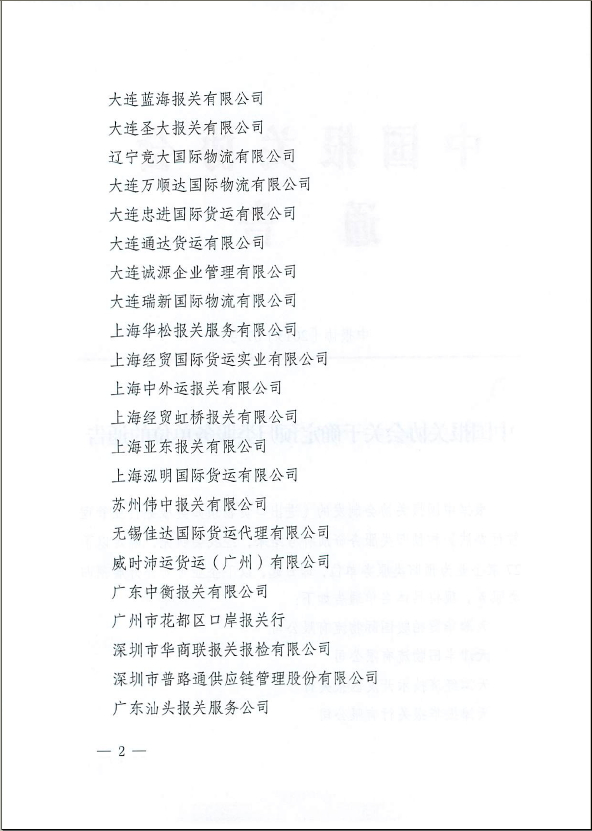 大连蓝海报关有限公司
大连圣大报关有限公司
辽宁竞大国际物流有限公司
大连万顺达国际物流有限公司
大连忠进国际货运有限公司
大连通达货运有限公司
大连诚源企业管理有限公司
大连瑞新国际物流有限公司
上海华松报关服务有限公司
上海经贸国际货运实业有限公司
上海中外运报关有限公司
上海经贸虹桥报关有限公司
上海亚东报关有限公司
上海泓明国际货运有限公司
苏州伟中报关有限公司
无锡佳达国际货运代理有限公司
威时沛运货运（广州）有限公司
广东中衡报关有限公司
广州市花都区口岸报关行
深圳市华商联报关报检有限公司
深圳市普路通供应链管理股份有限公司
广东汕头报关服务公司
— 2 —